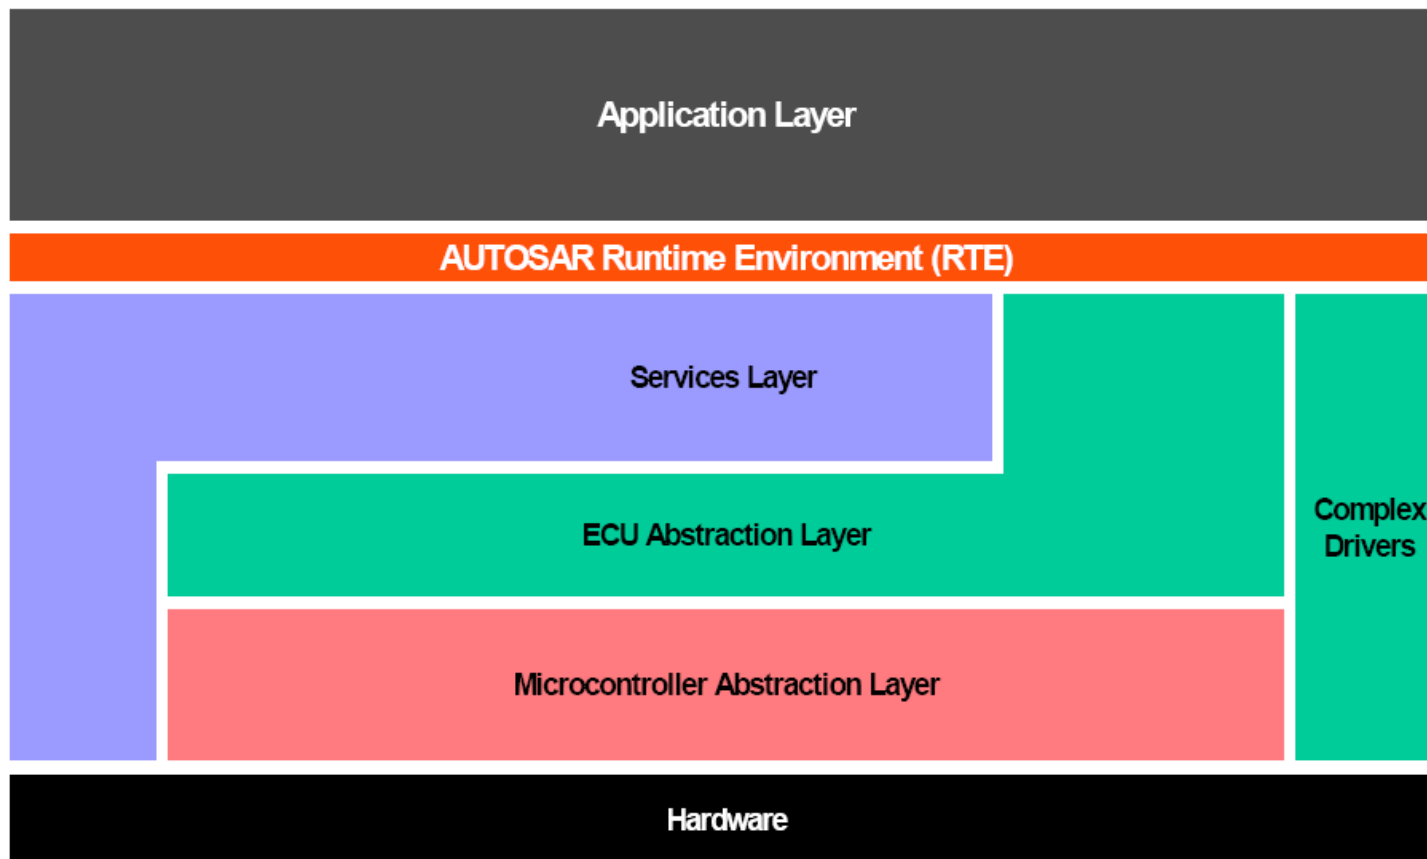 Application Layer
AUTOSAR Runtime Environment (RTE)
Services Layer
ECU Abstraction Layer
Complex
Drivers
Microcontroller Abstraction Layer
Hardware